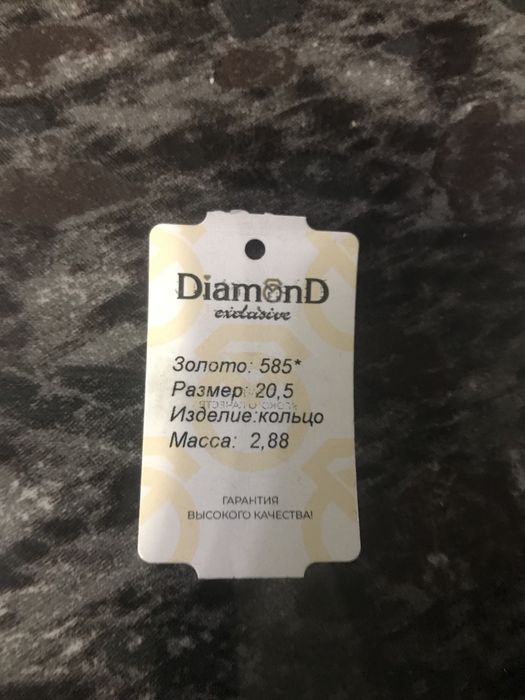 DiamonD
exclusive
Золото: 585*
Размер: 20,5
Изделие:кольцо
Масса: 2,88
ГАРАНТИЯ
ВЫСОКОГО КАЧЕСТВА!